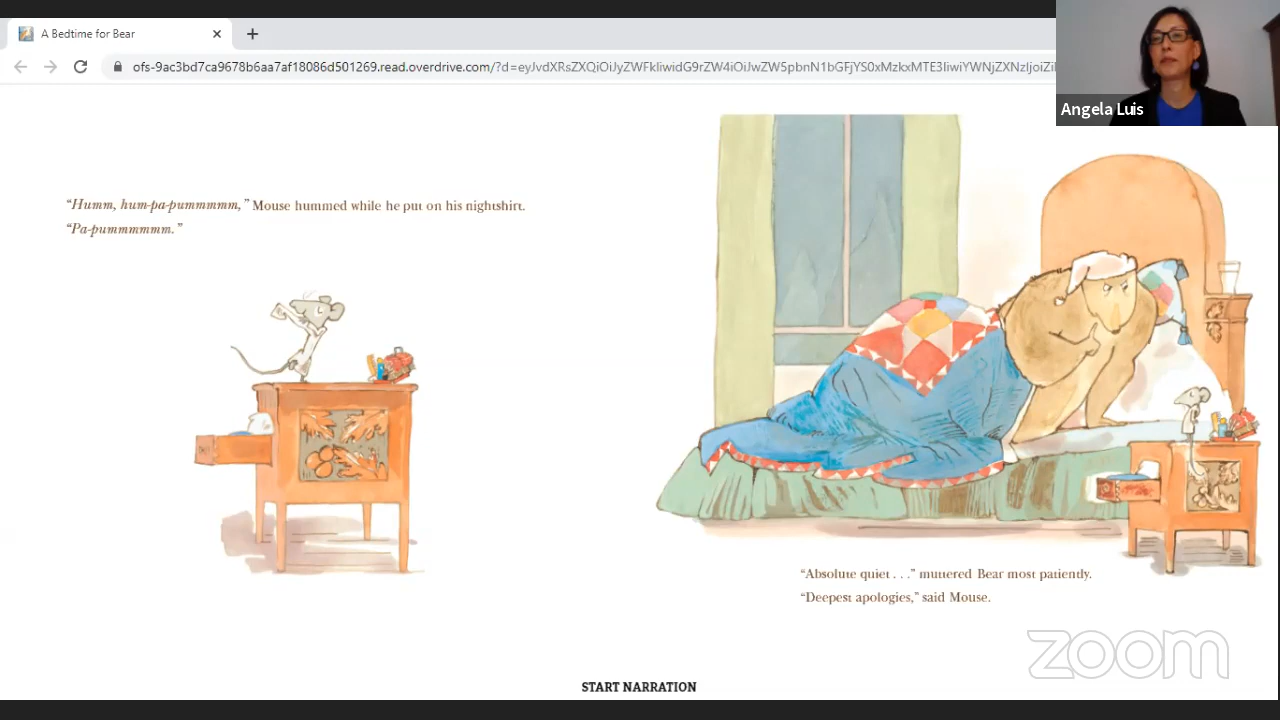 A Bedtime for Bear
ofs-9ac3bd7ca9678b6aa7af18086d501269.read.overdrive.com/?d=
Angela Luis
“Humm, hum-pa-pummmmm,” Mouse hummed while he put on his nightshirt.
“Pa-pummmmmm.”
“Absolute quiet . . .” muttered Bear most patiently.
“Deepest apologies,” said Mouse.
zoom
START NARRATION